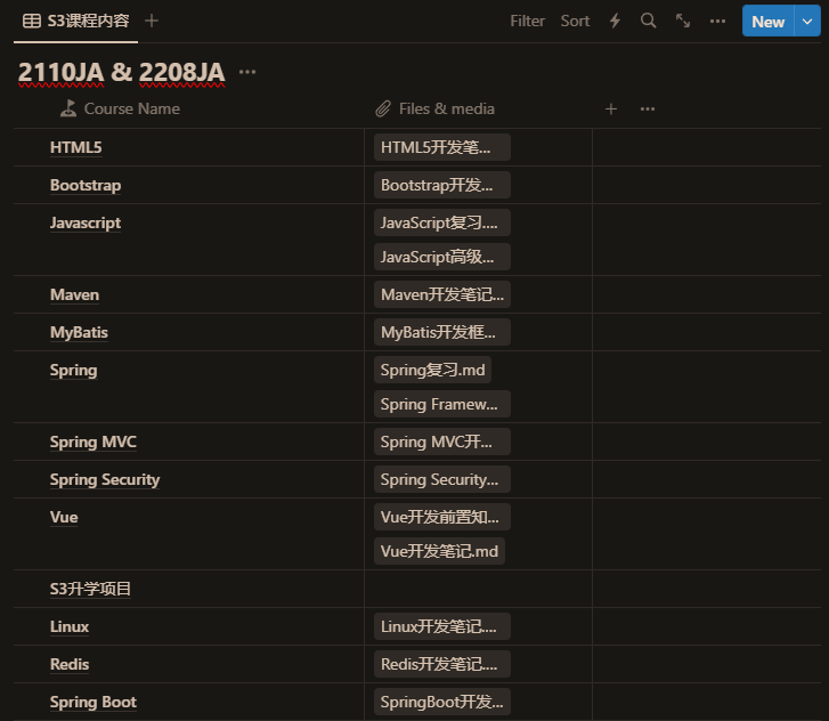 S3课程内容
Filter Sort New
2110JA & 2208JA
Course Name Files & media
HTML5 HTML5开发笔...
Bootstrap Bootstrap开发...
Javascript JavaScript复习....
JavaScript高级...
Maven Maven开发笔记...
MyBatis MyBatis开发框...
Spring Spring复习.md
Spring Framew...
Spring MVC Spring MVC开...
Spring Security Spring Security...
Vue Vue开发前置知...
Vue开发笔记.md
S3升学项目
Linux Linux开发笔记....
Redis Redis开发笔记....
Spring Boot SpringBoot开发...